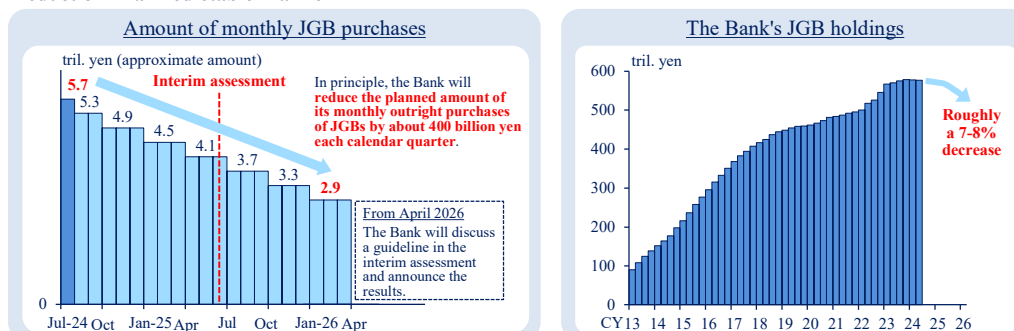 Amount of monthly JGB purchases
tril. yen (approximate amount)
5.7
5.3
4.9
4.5
4.1
3.7
3.3
2.9
Interim assessment
In principle, the Bank will
reduce the planned amount of
its monthly outright purchases
of JGBs by about 400 billion yen
each calendar quarter.
From April 2026
The Bank will discuss
a guideline in the
interim assessment
and announce the
results.
0
Jul-24 Oct Jan-25 Apr Jul Oct Jan-26 Apr
The Bank's JGB holdings
tril. yen
600
500
400
300
200
100
0
Roughly
a 7-8%
decrease
CY 13 14 15 16 17 18 19 20 21 22 23 24 25 26